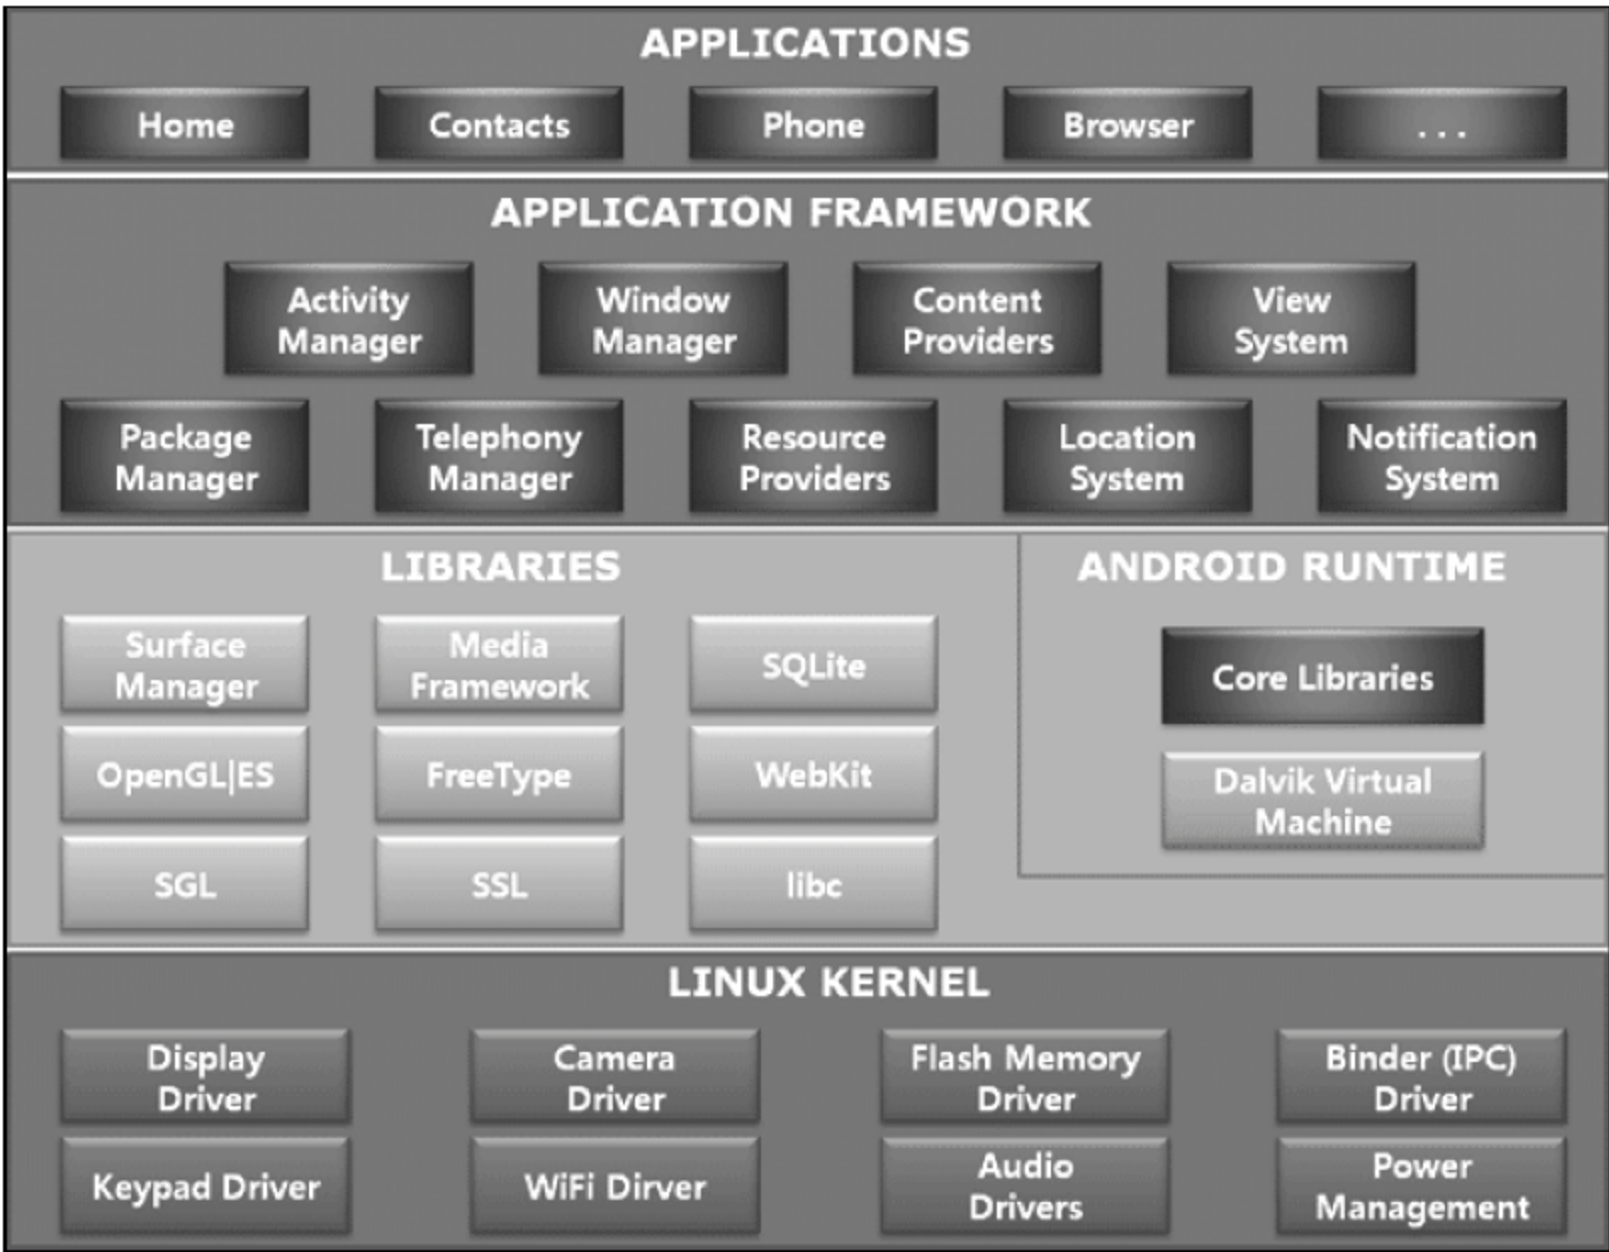 APPLICATIONS
Home
Contacts
Phone
Browser
...
APPLICATION FRAMEWORK
Activity
Manager
Window
Manager
Content
Providers
View
System
Package
Manager
Telephony
Manager
Resource
Providers
Location
System
Notification
System
LIBRARIES
Surface
Manager
Media
Framework
SQLite
OpenGL|ES
FreeType
WebKit
SGL
SSL
libc
ANDROID RUNTIME
Core Libraries
Dalvik Virtual
Machine
LINUX KERNEL
Display
Driver
Camera
Driver
Flash Memory
Driver
Binder (IPC)
Driver
Keypad Driver
WiFi Dirver
Audio
Drivers
Power
Management